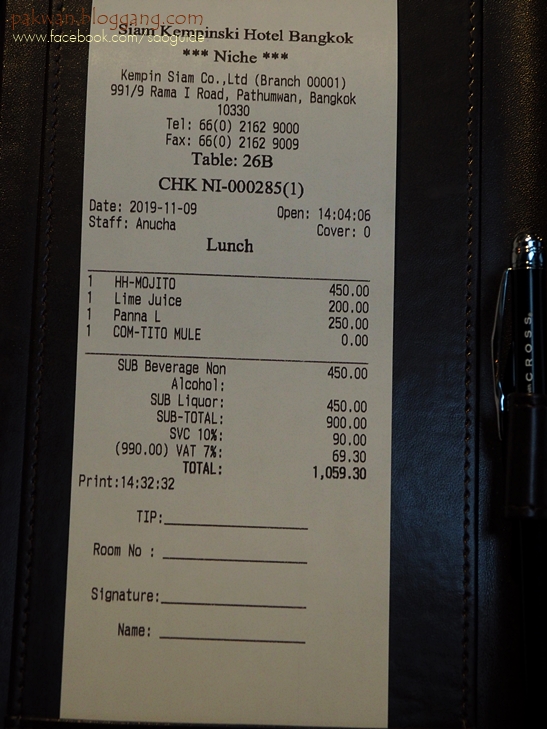 pakwan.bloggang.com
Siam Kempinski Hotel Bangkok
www.facebook.com/saoguide
*** Niche ***
Kempin Siam Co.,Ltd (Branch 00001)
991/9 Rama I Road, Pathumwan, Bangkok
10330
Tel: 66(0) 2162 9000
Fax: 66(0) 2162 9009
Table: 26B
CHK NI-000285(1)
Date: 2019-11-09 Open: 14:04:06
Staff: Anucha Cover: 0
Lunch
1 HH-MOJITO 450.00
1 Lime Juice 200.00
1 Panna L 250.00
1 COM-TITO MULE 0.00
SUB Beverage Non 450.00
Alcohol:
SUB Liquor: 450.00
SUB-TOTAL: 900.00
SVC 10%: 90.00
(990.00) VAT 7%: 69.30
TOTAL: 1,059.30
Print:14:32:32
TIP:
Room No :
Signature:
Name:
CROSS